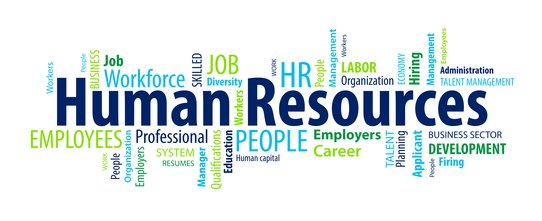 Workers
People
BUSINESS
Job
Workforce
SKILLED
JOB
Diversity
Workers
WORK
HR
People
Management
Workers
LABOR
Organization
ECONOMY
Hiring
Management
Employees
Administration
TALENT MANAGEMENT
Human Resources
EMPLOYEES
WORK
People
Organization
Employers
Professional
SYSTEM
RESUMES
Manager
Qualifications
Education
PEOPLE
Human capital
Employers
Career
TALENT
Planning
Applicant
People
BUSINESS SECTOR
DEVELOPMENT
Firing